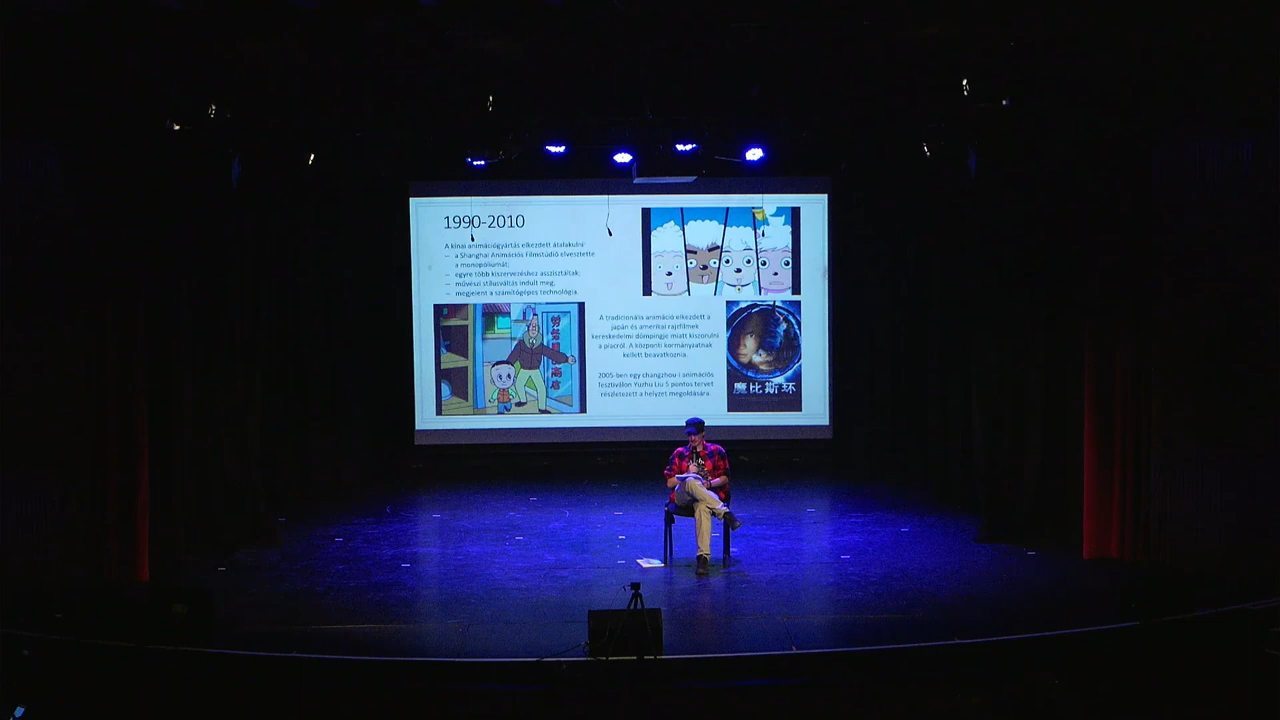 1990-2010
A kínai animációgyártás elkezdett átalakulni:
– a Shanghai Animációs Filmstúdió elvesztette
a monopóliumát;
– egyre több kiszervezéshez asszisztáltak;
– művészi stílusváltás indult meg,
– megjelent a számítógépes technológia.
A tradicionális animáció elkezdett a
japán és amerikai rajzfilmek
kereskedelmi dömpingje miatt kiszorulni
a piacról. A központi kormányzatnak
kellett beavatkoznia.
2005-ben egy changzhou-i animációs
fesztiválon Yuzhu Liu 5 pontos tervet
részletezett a helyzet megoldására.
魔比斯环